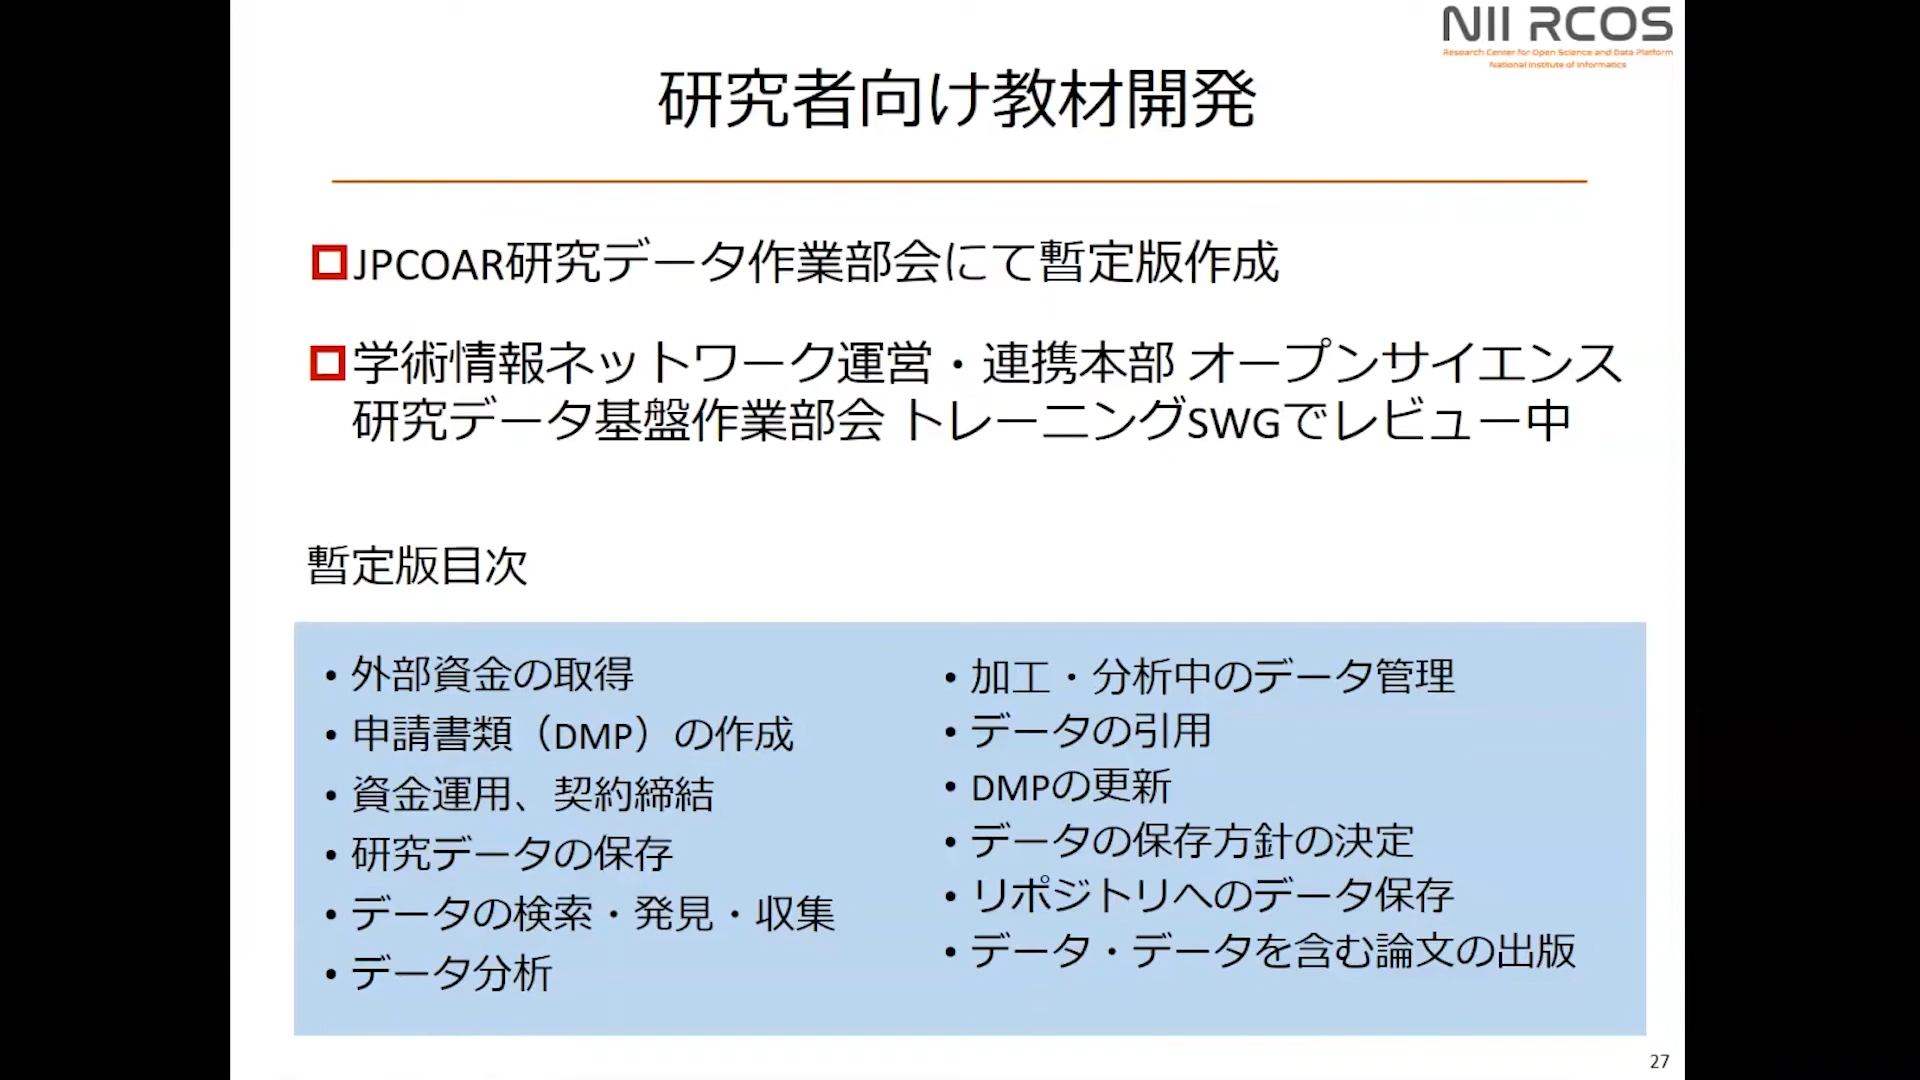 NII RCOS
Research Center for Open Science and Data Platform
National Institute of Informatics
研究者向け教材開発
JPCOAR研究データ作業部会にて暫定版作成
学術情報ネットワーク運営・連携本部 オープンサイエンス
研究データ基盤作業部会 トレーニングSWGでレビュー中
暫定版目次
• 外部資金の取得
• 申請書類（DMP）の作成
• 資金運用、契約締結
• 研究データの保存
• データの検索・発見・収集
• データ分析
• 加工・分析中のデータ管理
• データの引用
• DMPの更新
• データの保存方針の決定
• リポジトリへのデータ保存
• データ・データを含む論文の出版
27